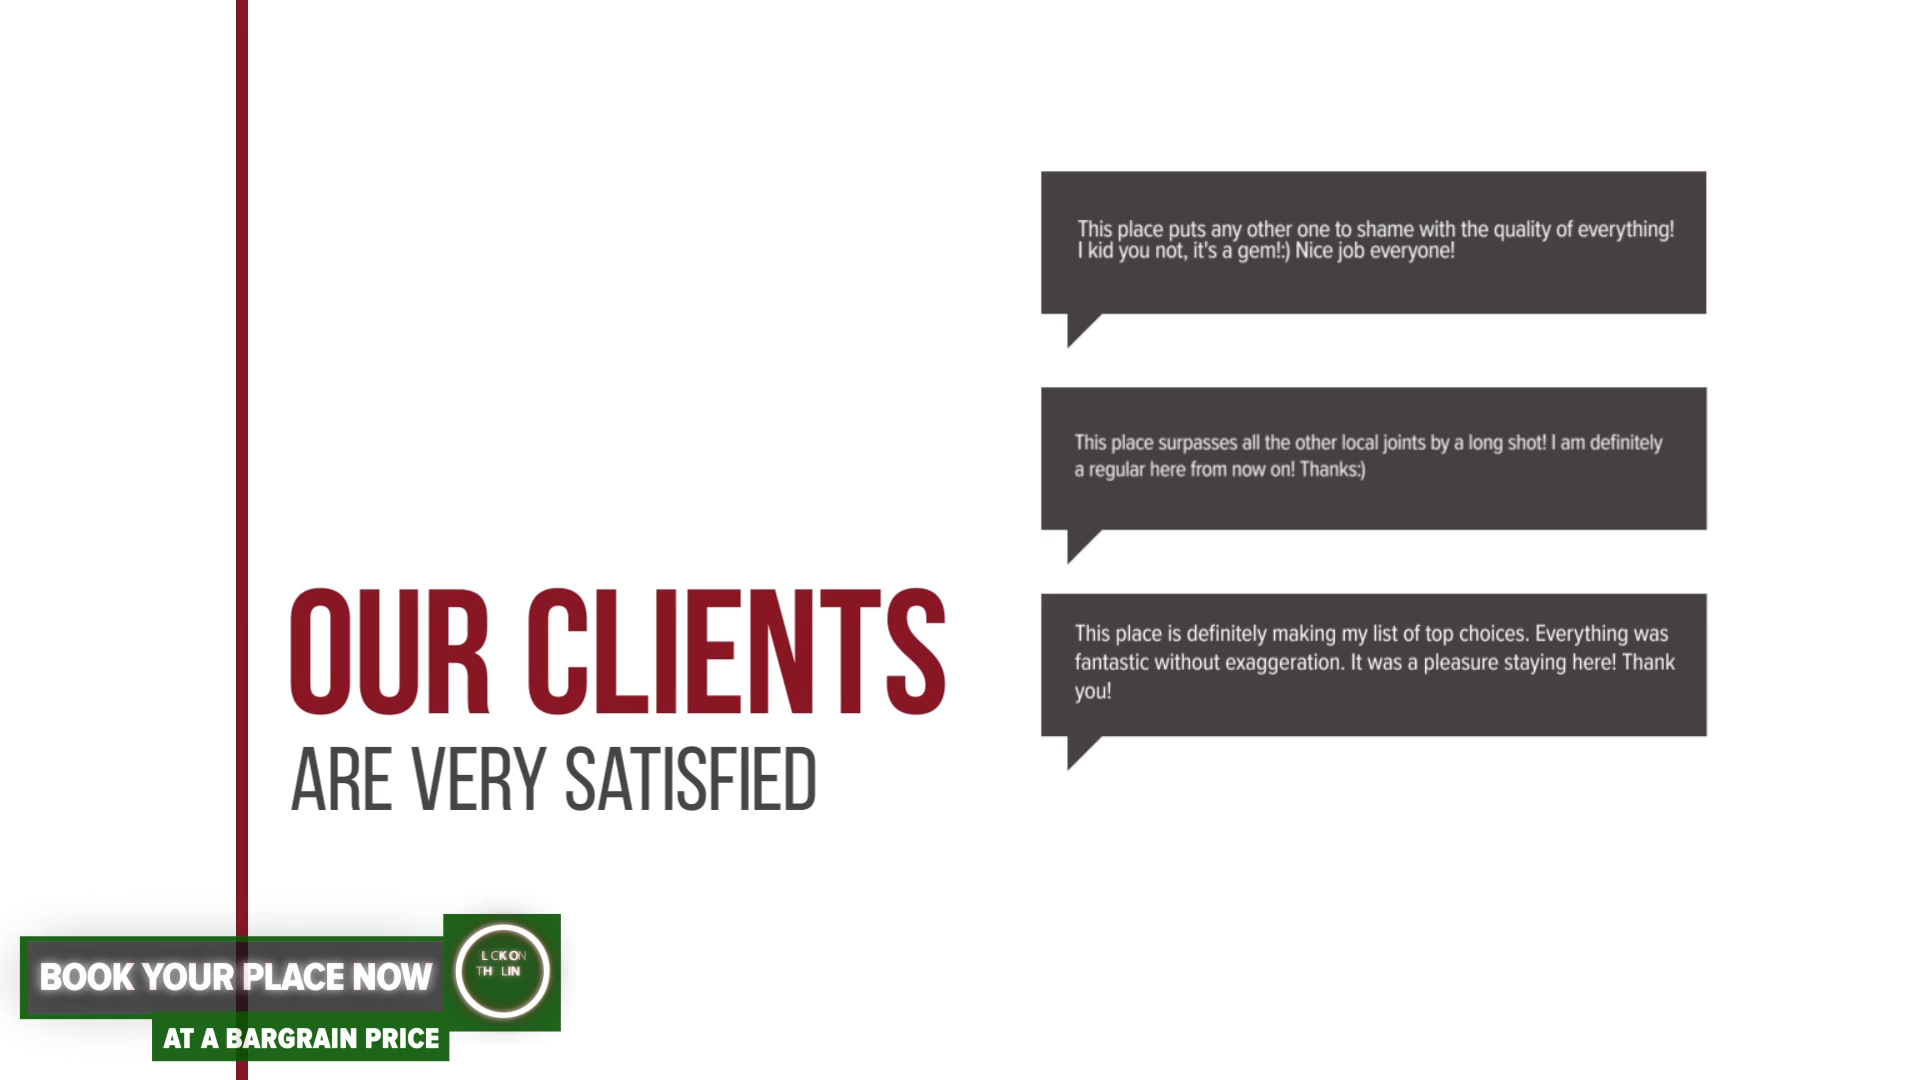 This place puts any other one to shame with the quality of everything!
I kid you not, it's a gem!:) Nice job everyone!
This place surpasses all the other local joints by a long shot! I am definitely
a regular here from now on! Thanks:)
This place is definitely making my list of top choices. Everything was
fantastic without exaggeration. It was a pleasure staying here! Thank
you!
OUR CLIENTS
ARE VERY SATISFIED
BOOK YOUR PLACE NOW
AT A BARGRAIN PRICE